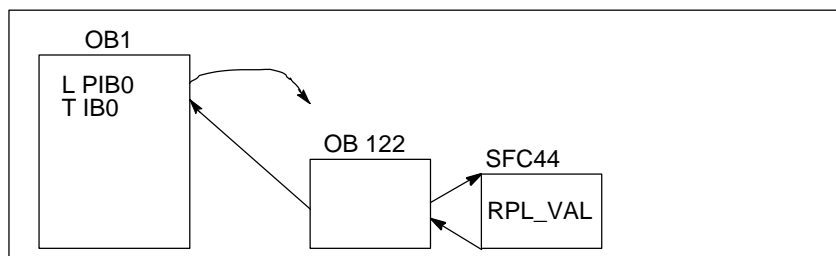 OB1
L PIB0
T IB0
OB 122
SFC44
RPL_VAL